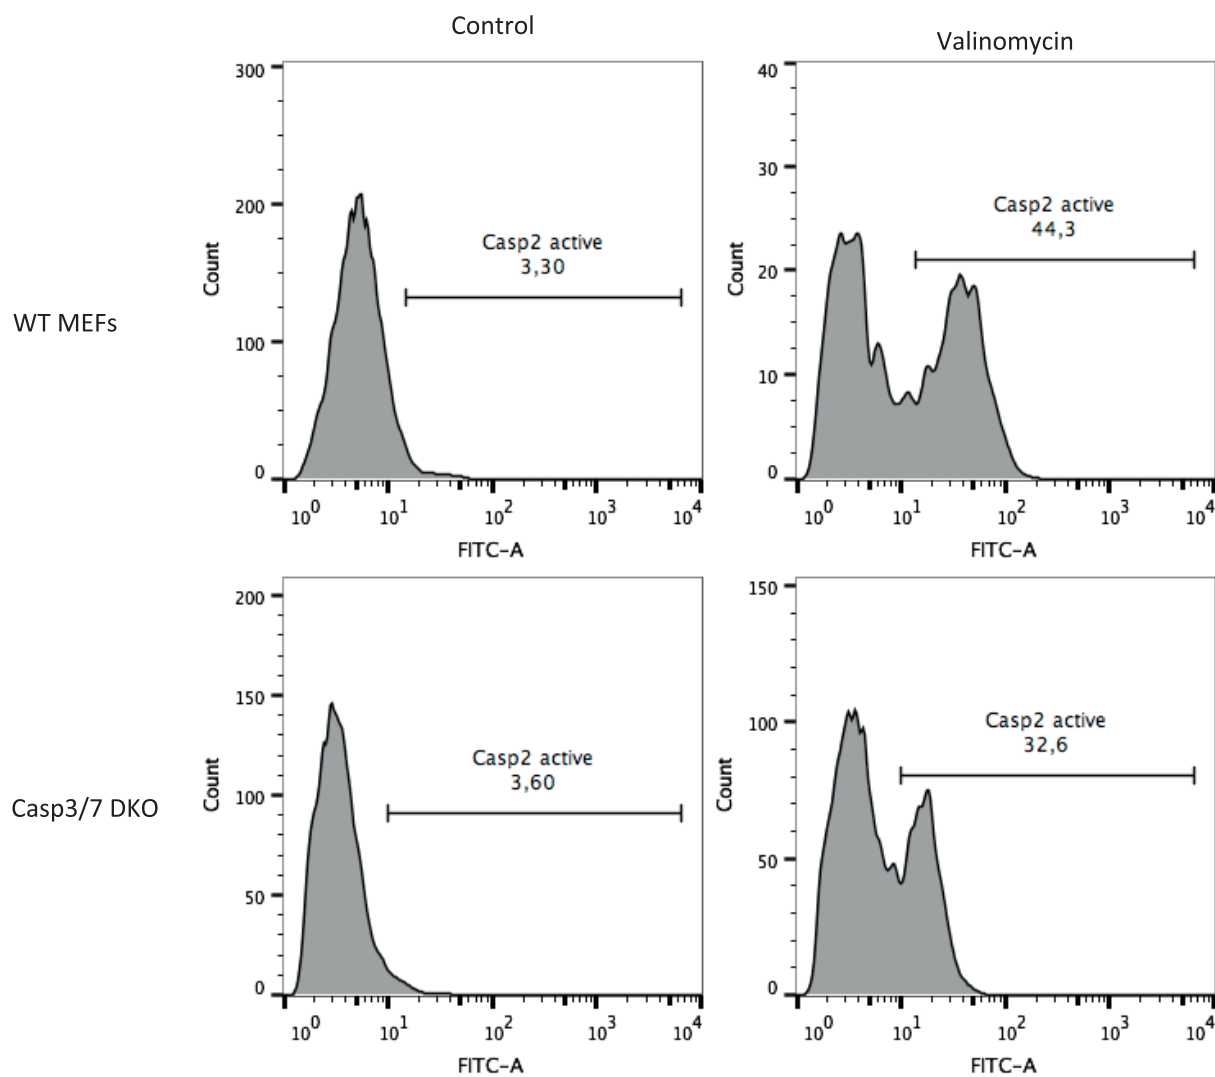 Control
Valinomycin
WT MEFs
Casp3/7 DKO
300
200
100
0
Count
Casp2 active
3,30
10^0 10^1 10^2 10^3 10^4
FITC-A
40
30
20
10
0
Count
Casp2 active
44,3
10^0 10^1 10^2 10^3 10^4
FITC-A
200
150
100
50
0
Count
Casp2 active
3,60
10^0 10^1 10^2 10^3 10^4
FITC-A
150
100
50
0
Count
Casp2 active
32,6
10^0 10^1 10^2 10^3 10^4
FITC-A